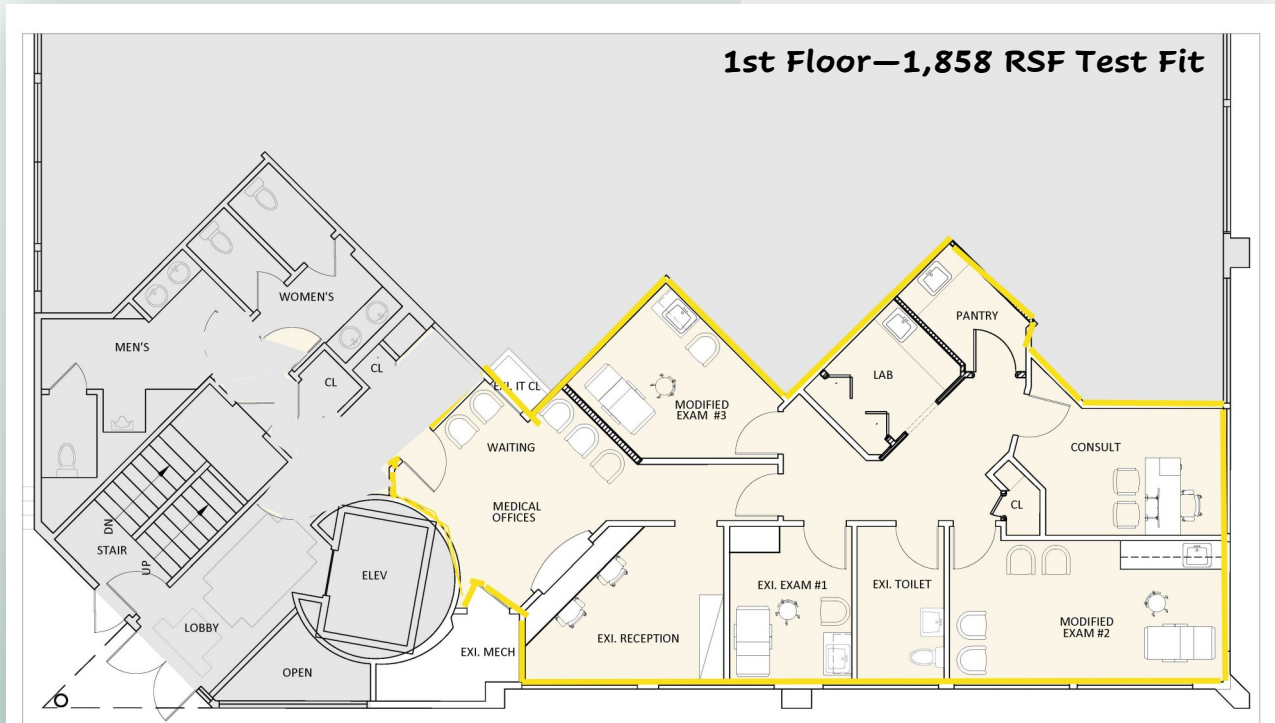 1st Floor—1,858 RSF Test Fit
WOMEN'S
MEN'S
CL
CL
EXI. IT CL
PANTRY
LAB
MODIFIED
EXAM #3
WAITING
CONSULT
MEDICAL
OFFICES
CL
DN
STAIR
UP
ELEV
EXI. EXAM #1
EXI. TOILET
LOBBY
EXI. RECEPTION
MODIFIED
EXAM #2
EXI. MECH
OPEN